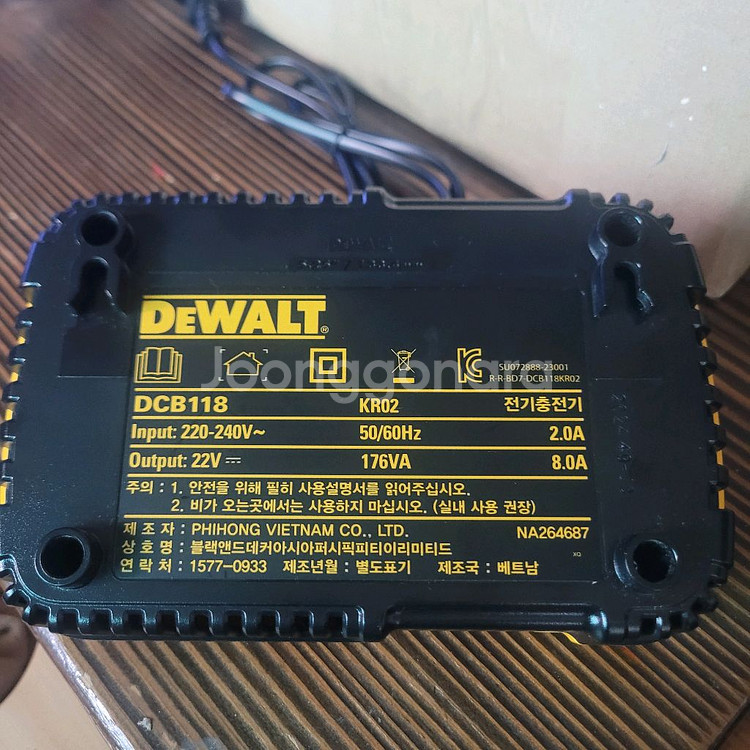 DEWALT®
SU072888-23001
R-R-BD7-DCB118KR02
Joonggonara
DCB118 KR02 전기충전기
Input: 220-240V~ 50/60Hz 2.0A
Output: 22V⎓ 176VA 8.0A
주의 : 1. 안전을 위해 필히 사용설명서를 읽어주십시오.
2. 비가 오는곳에서는 사용하지 마십시오. (실내 사용 권장)
제 조 자 : PHIHONG VIETNAM CO., LTD. NA264687
상 호 명 : 블랙앤드데커아시아퍼시픽피티이리미티드 XQ
연 락 처 : 1577-0933 제조년월 : 별도표기 제조국 : 베트남